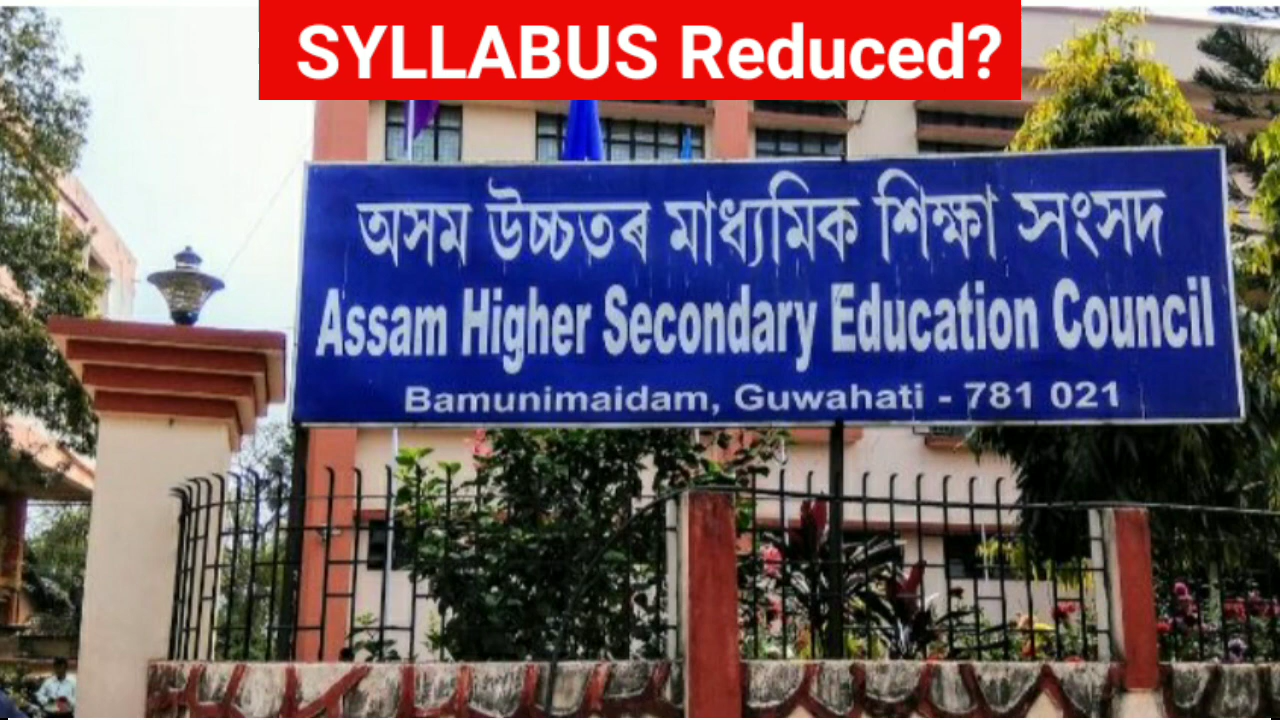 SYLLABUS Reduced?
অসম উচ্চতৰ মাধ্যমিক শিক্ষা সংসদ
Assam Higher Secondary Education Council
Bamunimaidam, Guwahati - 781 021